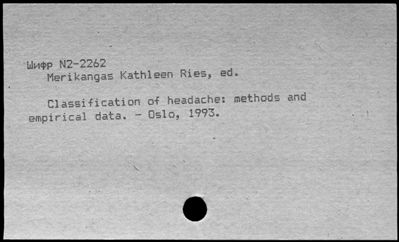 Шифр N2-2262
Merikangas Kathleen Ries, ed.
Classification of headache: methods and
empirical data. - Oslo, 1993.